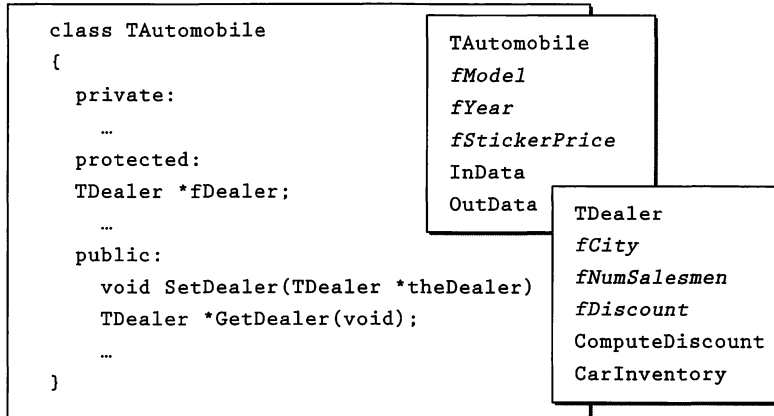 class TAutomobile
{
private:
…
protected:
TDealer *fDealer;
…
public:
void SetDealer(TDealer *theDealer)
TDealer *GetDealer(void);
…
}
TAutomobile
fModel
fYear
fStickerPrice
InData
OutData
TDealer
fCity
fNumSalesmen
fDiscount
ComputeDiscount
CarInventory